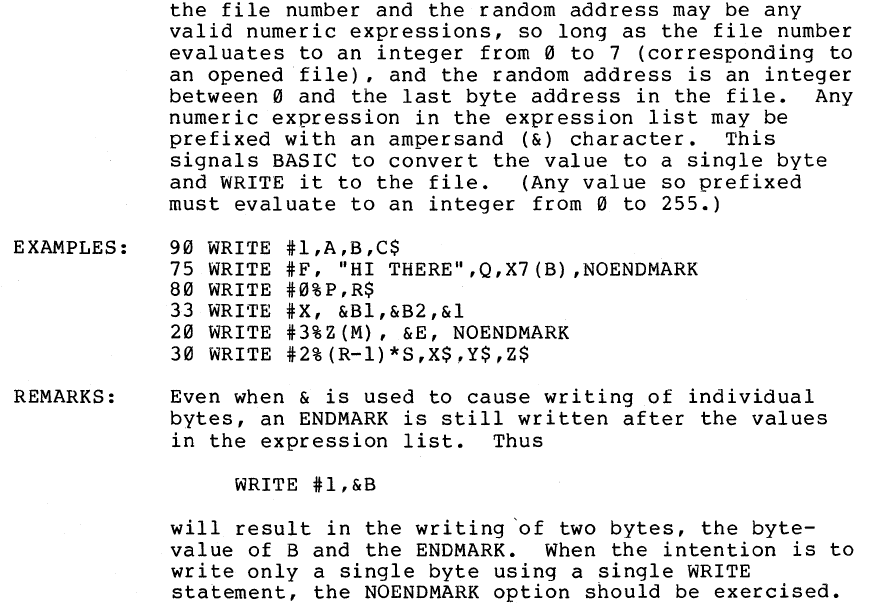 the file number and the random address may be any
valid numeric expressions, so long as the file number
evaluates to an integer from 0 to 7 (corresponding to
an opened file), and the random address is an integer
between 0 and the last byte address in the file.  Any
numeric expression in the expression list may be
prefixed with an ampersand (&) character.  This
signals BASIC to convert the value to a single byte
and WRITE it to the file.  (Any value so prefixed
must evaluate to an integer from 0 to 255.)
EXAMPLES:    90 WRITE #1,A,B,C$
75 WRITE #F, "HI THERE",Q,X7(B),NOENDMARK
80 WRITE #0%P,R$
33 WRITE #X, &B1,&B2,&1
20 WRITE #3%Z(M), &E, NOENDMARK
30 WRITE #2%(R-1)*S,X$,Y$,Z$
REMARKS:    Even when & is used to cause writing of individual
bytes, an ENDMARK is still written after the values
in the expression list.  Thus
WRITE #1,&B
will result in the writing of two bytes, the byte-
value of B and the ENDMARK.  When the intention is to
write only a single byte using a single WRITE
statement, the NOENDMARK option should be exercised.